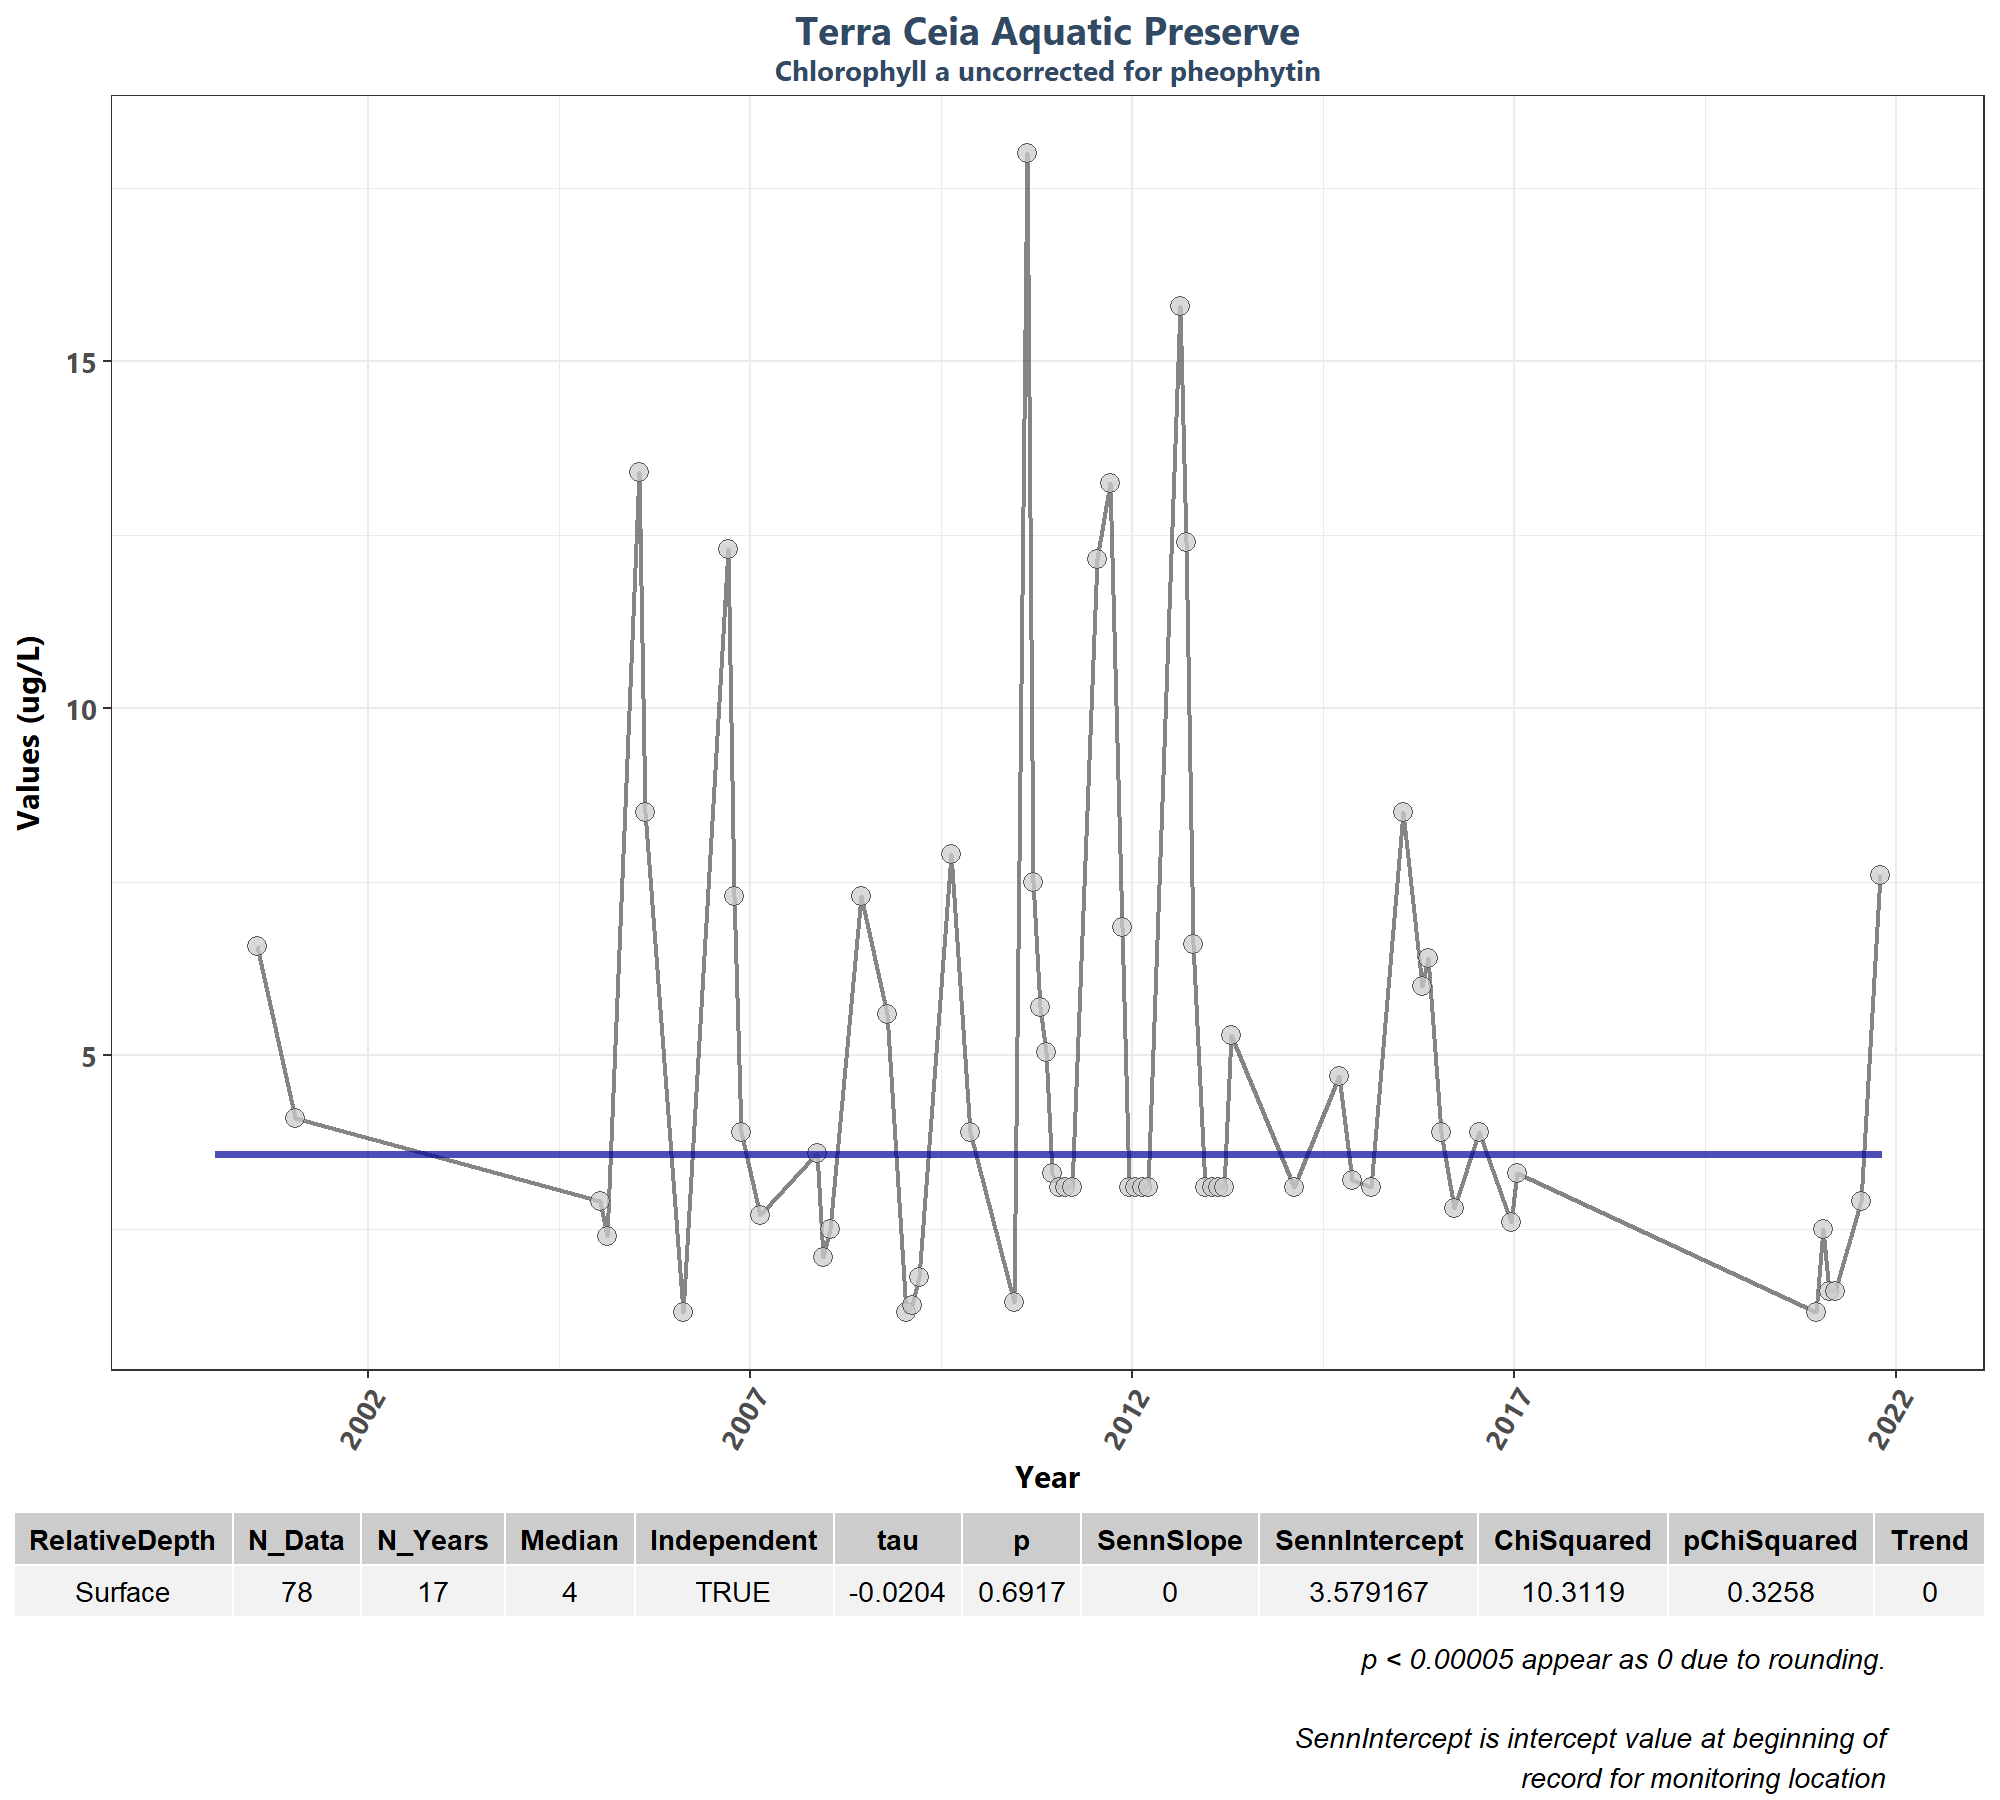 Terra Ceia Aquatic Preserve
Chlorophyll a uncorrected for pheophytin
Values (ug/L)
15
10
5
2002 2007 2012 2017 2022
Year
RelativeDepth N_Data N_Years Median Independent tau p SennSlope SennIntercept ChiSquared pChiSquared Trend
Surface 78 17 4 TRUE -0.0204 0.6917 0 3.579167 10.3119 0.3258 0
p < 0.00005 appear as 0 due to rounding.
SennIntercept is intercept value at beginning of
record for monitoring location